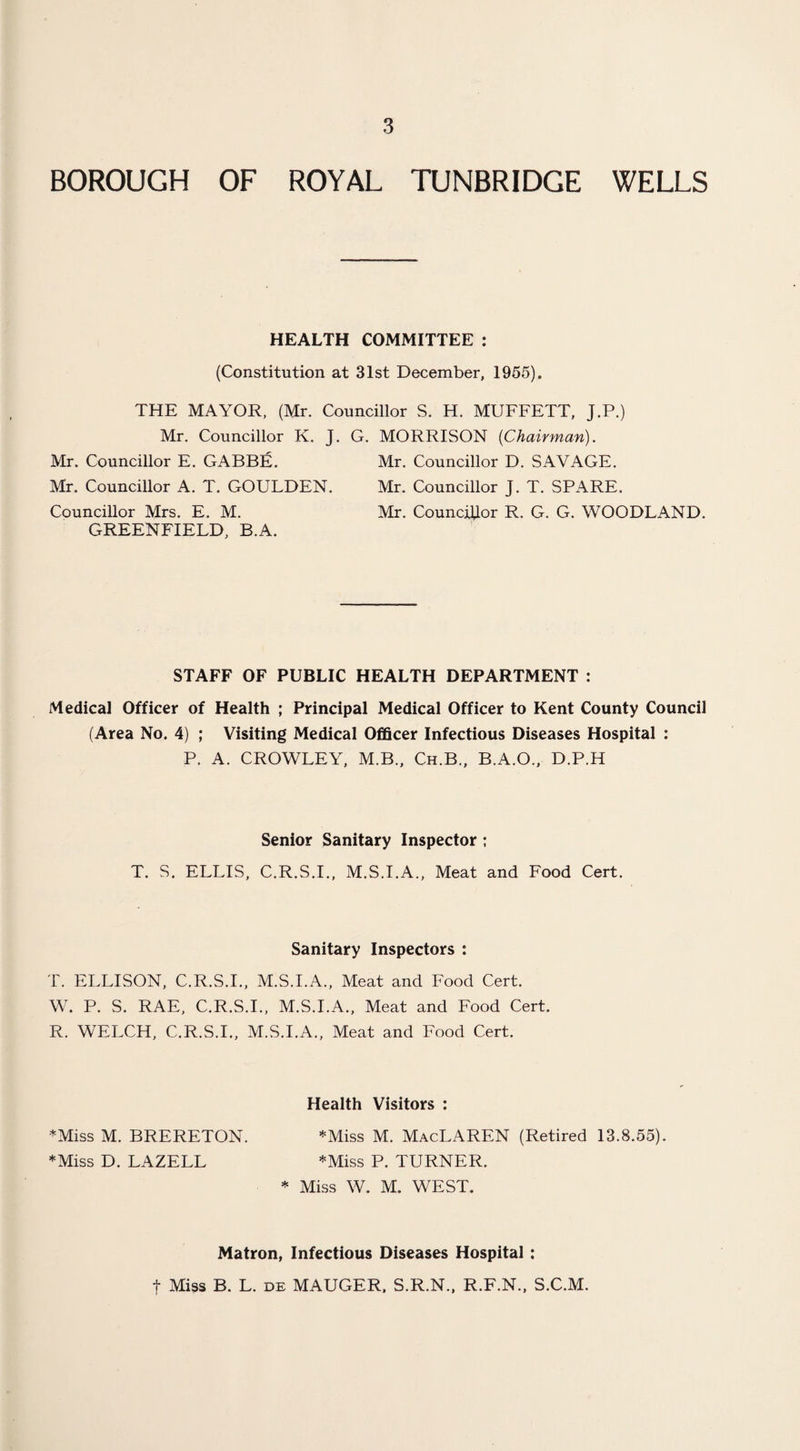 3
BOROUGH OF ROYAL TUNBRIDGE WELLS
HEALTH COMMITTEE :
(Constitution at 31st December, 1955).
THE MAYOR, (Mr. Councillor S. H. MUFFETT, J.P.)
Mr. Councillor K. J. G. MORRISON (Chairman).
Mr. Councillor E. GABBÉ. Mr. Councillor D. SAVAGE.
Mr. Councillor A. T. GOULDEN. Mr. Councillor J. T. SPARE.
Councillor Mrs. E. M. Mr. Councillor R. G. G. WOODLAND.
GREENFIELD, B.A.
STAFF OF PUBLIC HEALTH DEPARTMENT :
Medical Officer of Health ; Principal Medical Officer to Kent County Council
(Area No. 4) ; Visiting Medical Officer Infectious Diseases Hospital :
P. A. CROWLEY, M.B., Ch.B., B.A.O., D.P.H
Senior Sanitary Inspector :
T. S. ELLIS, C.R.S.I., M.S.I.A., Meat and Food Cert.
Sanitary Inspectors :
T. ELLISON, C.R.S.I., M.S.I.A., Meat and Food Cert.
W. P. S. RAE, C.R.S.I., M.S.I.A., Meat and Food Cert.
R. WELCH, C.R.S.I., M.S.I.A., Meat and Food Cert.
Health Visitors :
*Miss M. BRERETON. *Miss M. MacLAREN (Retired 13.8.55).
*Miss D. LAZELL *Miss P. TURNER.
* Miss W. M. WEST.
Matron, Infectious Diseases Hospital :
† Miss B. L. DE MAUGER, S.R.N., R.F.N., S.C.M.